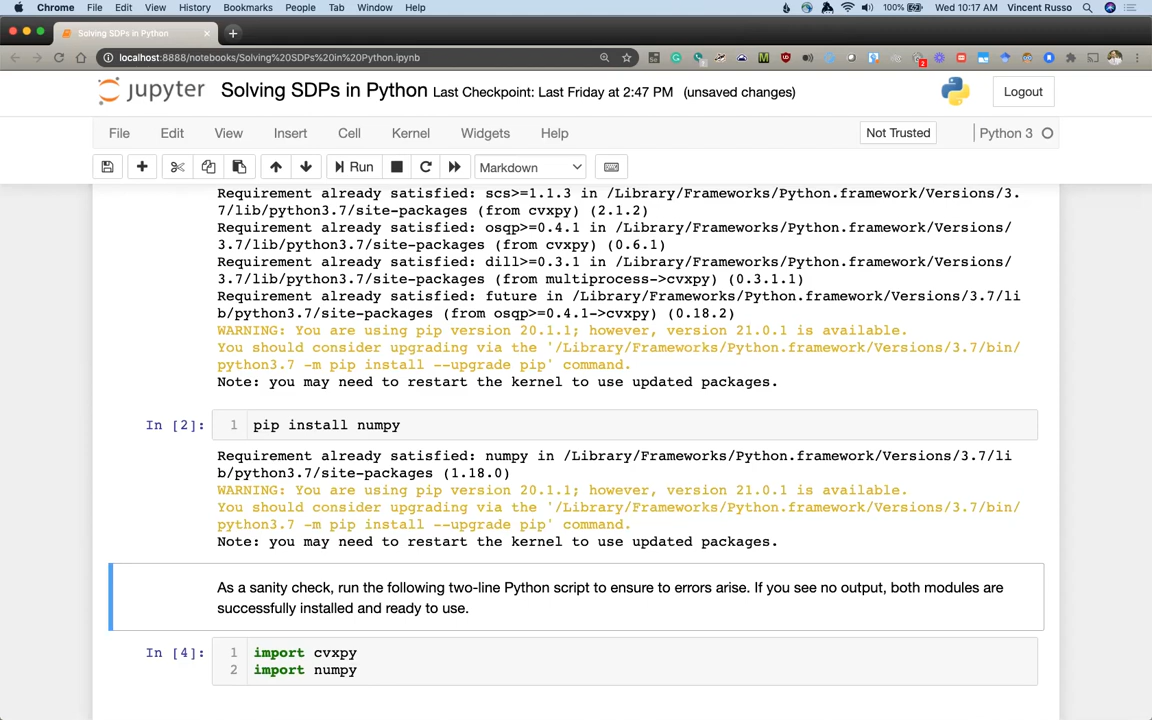 Chrome File Edit View History Bookmarks People Tab Window Help 100% Wed 10:17 AM Vincent Russo
Solving SDPs in Python
localhost:8888/notebooks/Solving%20SDPs%20in%20Python.ipynb
jupyter Solving SDPs in Python Last Checkpoint: Last Friday at 2:47 PM (unsaved changes) Logout
File Edit View Insert Cell Kernel Widgets Help Not Trusted Python 3
Run Markdown
Requirement already satisfied: scs>=1.1.3 in /Library/Frameworks/Python.framework/Versions/3.
7/lib/python3.7/site-packages (from cvxpy) (2.1.2)
Requirement already satisfied: osqp>=0.4.1 in /Library/Frameworks/Python.framework/Versions/
3.7/lib/python3.7/site-packages (from cvxpy) (0.6.1)
Requirement already satisfied: dill>=0.3.1 in /Library/Frameworks/Python.framework/Versions/
3.7/lib/python3.7/site-packages (from multiprocess->cvxpy) (0.3.1.1)
Requirement already satisfied: future in /Library/Frameworks/Python.framework/Versions/3.7/li
b/python3.7/site-packages (from osqp>=0.4.1->cvxpy) (0.18.2)
WARNING: You are using pip version 20.1.1; however, version 21.0.1 is available.
You should consider upgrading via the '/Library/Frameworks/Python.framework/Versions/3.7/bin/
python3.7 -m pip install --upgrade pip' command.
Note: you may need to restart the kernel to use updated packages.
In [2]: 1 pip install numpy
Requirement already satisfied: numpy in /Library/Frameworks/Python.framework/Versions/3.7/li
b/python3.7/site-packages (1.18.0)
WARNING: You are using pip version 20.1.1; however, version 21.0.1 is available.
You should consider upgrading via the '/Library/Frameworks/Python.framework/Versions/3.7/bin/
python3.7 -m pip install --upgrade pip' command.
Note: you may need to restart the kernel to use updated packages.
As a sanity check, run the following two-line Python script to ensure to errors arise. If you see no output, both modules are
successfully installed and ready to use.
In [4]: 1 import cvxpy
2 import numpy